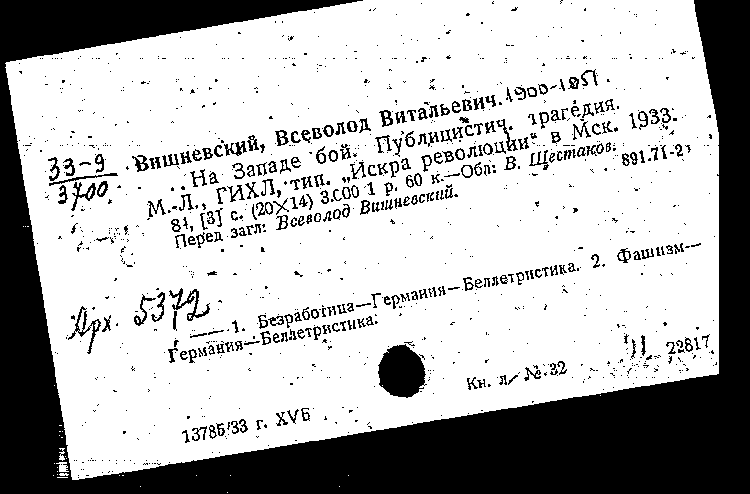 33-9
3700
Вишневский, Всеволод Витальевич. 1900-1951.
На Западе бой. Публицистич. трагедия.
М.-Л., ГИХЛ, тип. „Искра революции“ в Мск. 1933.
81, [3] с. (20×14) 3.000 1 р. 60 к.—Обл: В. Шестаков.
Перед загл: Всеволод Вишневский.
891.71-2
Арх. 5372
—— 1. Безработица—Германия—Беллетристика. 2. Фашизм—
Германия—Беллетристика.
Кн. л. №.32
22817
13785/33 г. XVБ